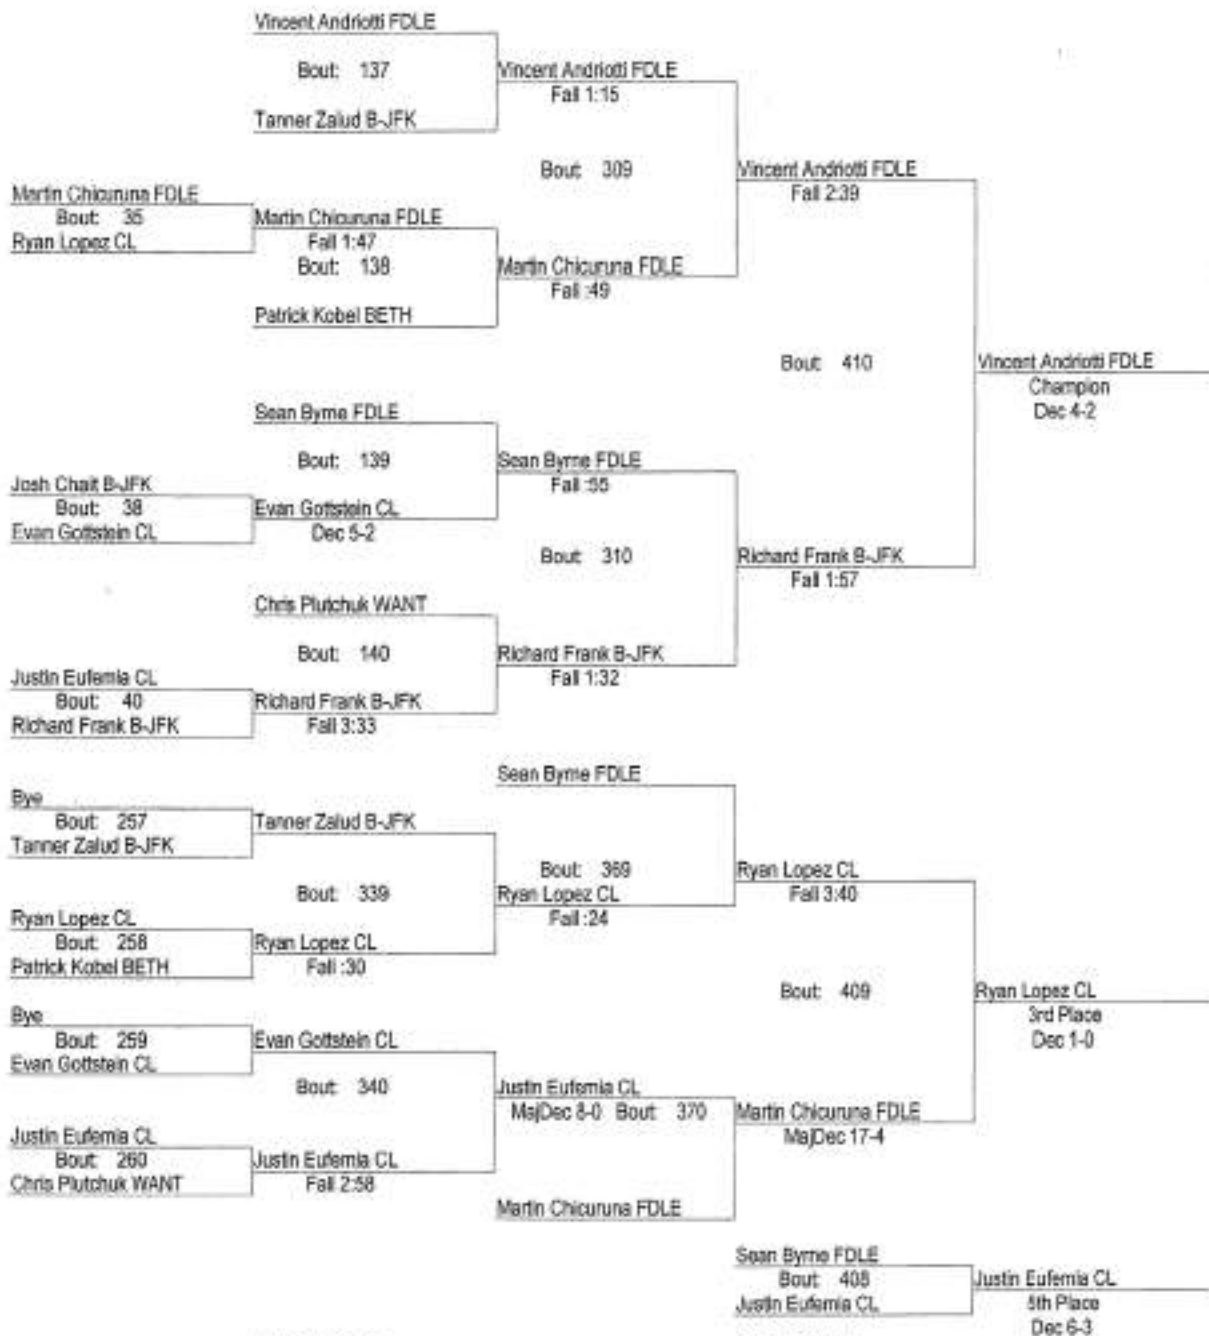 Vincent Andriotti FDLE
Bout: 137
Vincent Andriotti FDLE
Fall 1:15
Tanner Zalud B-JFK
Bout: 309
Vincent Andriotti FDLE
Fall 2:39
Martin Chicuruna FDLE
Bout: 35
Ryan Lopez CL
Martin Chicuruna FDLE
Fall 1:47
Bout: 138
Martin Chicuruna FDLE
Fall :49
Patrick Kobel BETH
Bout: 410
Vincent Andriotti FDLE
Champion
Dec 4-2
Sean Byrne FDLE
Bout: 139
Sean Byrne FDLE
Fall :55
Josh Chait B-JFK
Bout: 38
Evan Gottstein CL
Evan Gottstein CL
Dec 5-2
Bout: 310
Richard Frank B-JFK
Fall 1:57
Chris Plutchuk WANT
Bout: 140
Richard Frank B-JFK
Fall 1:32
Justin Eufemia CL
Bout: 40
Richard Frank B-JFK
Richard Frank B-JFK
Fall 3:33
Sean Byrne FDLE
Bye
Bout: 257
Tanner Zalud B-JFK
Tanner Zalud B-JFK
Bout: 369
Ryan Lopez CL
Fall 3:40
Bout: 339
Ryan Lopez CL
Fall :24
Ryan Lopez CL
Bout: 258
Patrick Kobel BETH
Ryan Lopez CL
Fall :30
Bout: 409
Ryan Lopez CL
3rd Place
Dec 1-0
Bye
Bout: 259
Evan Gottstein CL
Evan Gottstein CL
Bout: 340
Justin Eufemia CL
MajDec 8-0 Bout: 370
Martin Chicuruna FDLE
MajDec 17-4
Justin Eufemia CL
Bout: 260
Chris Plutchuk WANT
Justin Eufemia CL
Fall 2:58
Martin Chicuruna FDLE
Sean Byrne FDLE
Bout: 408
Justin Eufemia CL
Justin Eufemia CL
5th Place
Dec 6-3